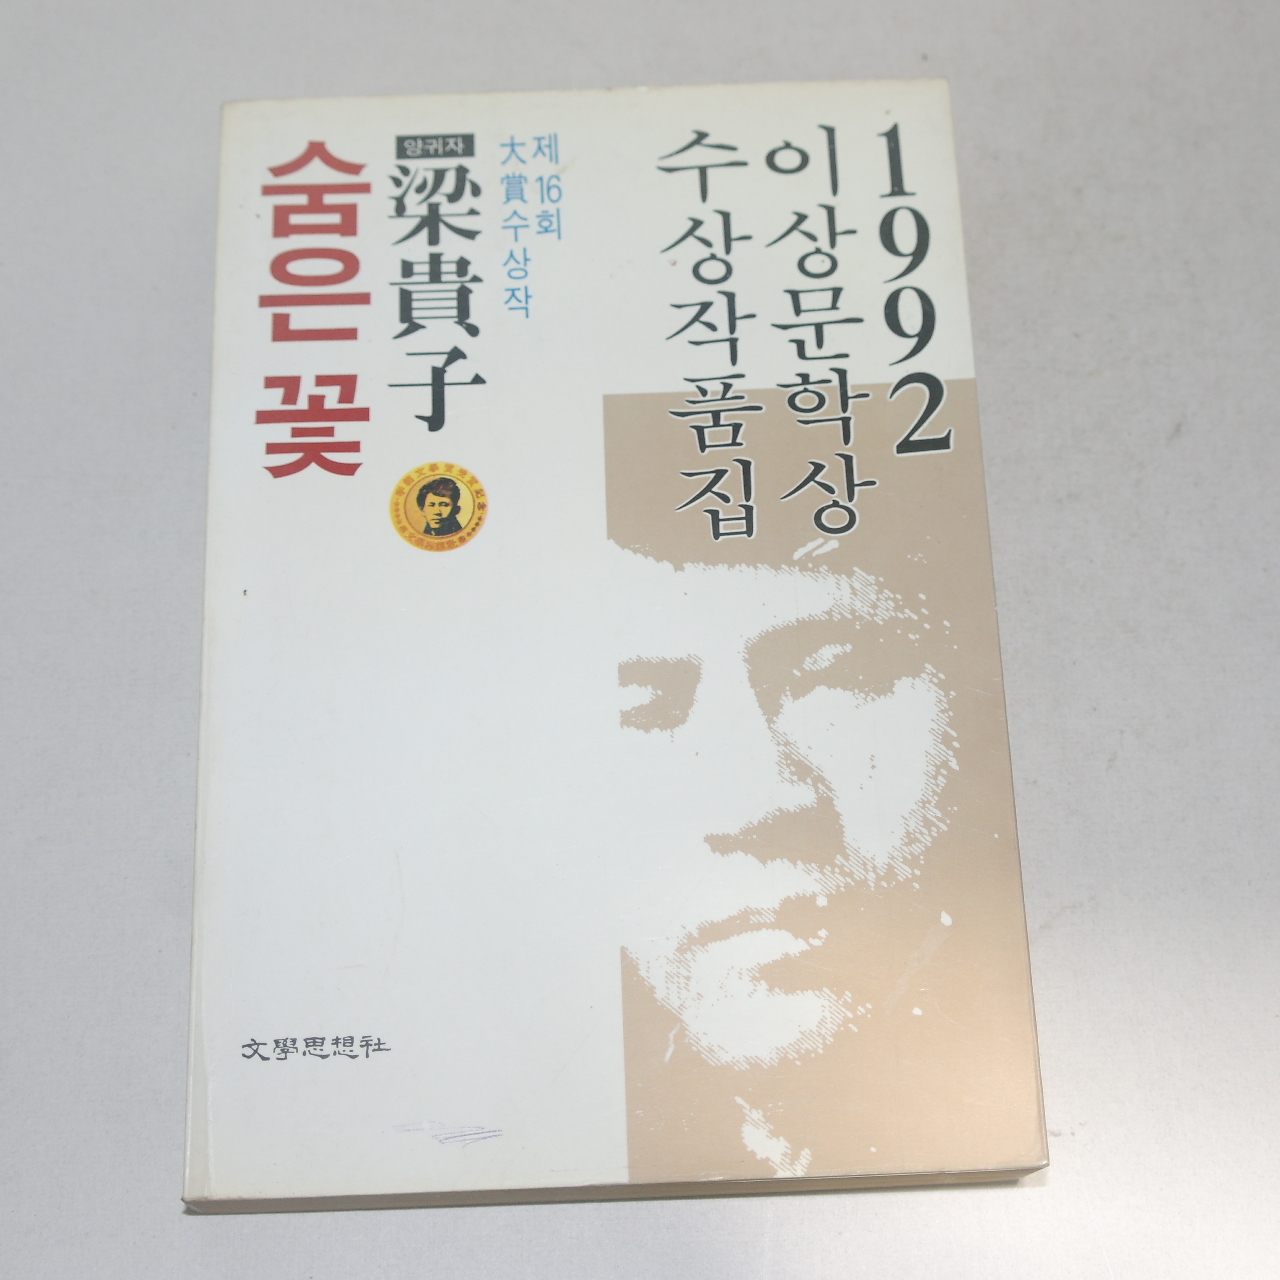 1992
이상문학상
수상작품집
제16회
大賞수상작
양귀자
梁貴子
숨은 꽃
文學思想社